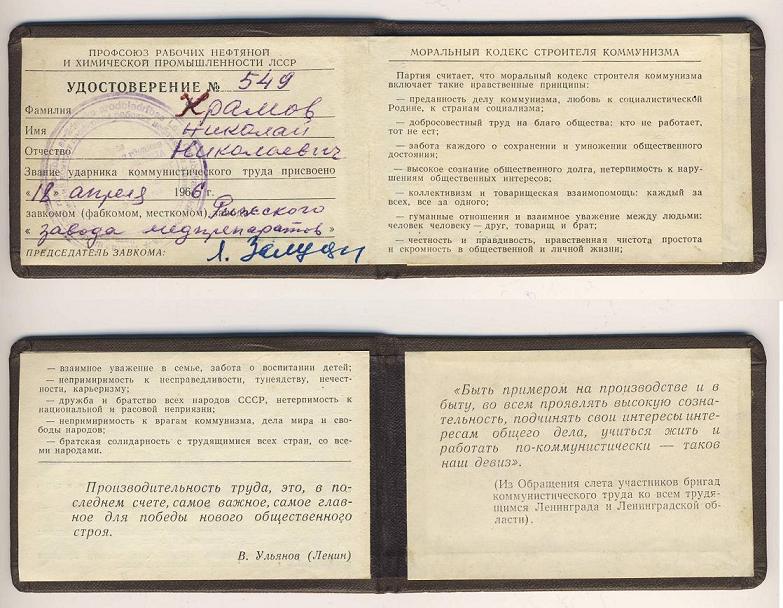 ПРОФСОЮЗ РАБОЧИХ НЕФТЯНОЙ
И ХИМИЧЕСКОЙ ПРОМЫШЛЕННОСТИ ЛССР
УДОСТОВЕРЕНИЕ № 549
Фамилия Храмов
Имя Николай
Отчество Николаевич
Звание ударника коммунистического труда присвоено
«18» апреля 1966 г.
завкомом (фабкомом, месткомом) Рижского
« завода медпрепаратов »
ПРЕДСЕДАТЕЛЬ ЗАВКОМА:
МОРАЛЬНЫЙ КОДЕКС СТРОИТЕЛЯ КОММУНИЗМА
Партия считает, что моральный кодекс строителя коммунизма
включает такие нравственные принципы:
— преданность делу коммунизма, любовь к социалистической
Родине, к странам социализма;
— добросовестный труд на благо общества: кто не работает,
тот не ест;
— забота каждого о сохранении и умножении общественного
достояния;
— высокое сознание общественного долга, нетерпимость к нару-
шениям общественных интересов;
— коллективизм и товарищеская взаимопомощь: каждый за
всех, все за одного;
— гуманные отношения и взаимное уважение между людьми:
человек человеку — друг, товарищ и брат;
— честность и правдивость, нравственная чистота простота
и скромность в общественной и личной жизни;
— взаимное уважение в семье, забота о воспитании детей;
— непримиримость к несправедливости, тунеядству, нечест-
ности, карьеризму;
— дружба и братство всех народов СССР, нетерпимость к
национальной и расовой неприязни;
— непримиримость к врагам коммунизма, дела мира и сво-
боды народов;
— братская солидарность с трудящимися всех стран, со все-
ми народами.
Производительность труда, это, в по-
следнем счете, самое важное, самое глав-
ное для победы нового общественного
строя.
В. Ульянов (Ленин)
«Быть примером на производстве и в
быту, во всем проявлять высокую созна-
тельность, подчинять свои интересы инте-
ресам общего дела, учиться жить и
работать по-коммунистически — таков
наш девиз».
(Из Обращения слета участников бригад
коммунистического труда ко всем трудя-
щимся Ленинграда и Ленинградской об-
ласти).